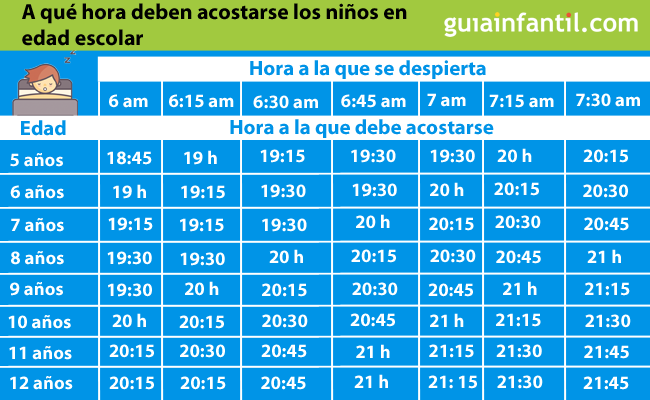 A qué hora deben acostarse los niños en
edad escolar
guiainfantil.com
Hora a la que se despierta
6 am 6:15 am 6:30 am 6:45 am 7 am 7:15 am 7:30 am
Edad Hora a la que debe acostarse
5 años 18:45 19 h 19:15 19:30 19:30 20 h 20:15
6 años 19 h 19:15 19:30 19:30 20 h 20:15 20:30
7 años 19:15 19:15 19:30 20 h 20:15 20:30 20:45
8 años 19:30 19:30 20 h 20:15 20:30 20:45 21 h
9 años 19:30 20 h 20:15 20:30 20:45 21 h 21:15
10 años 20 h 20:15 20:30 20:45 21 h 21:15 21:30
11 años 20:15 20:30 20:45 21 h 21:15 21:30 21:45
12 años 20:15 20:15 20:45 21 h 21: 15 21:30 21:45